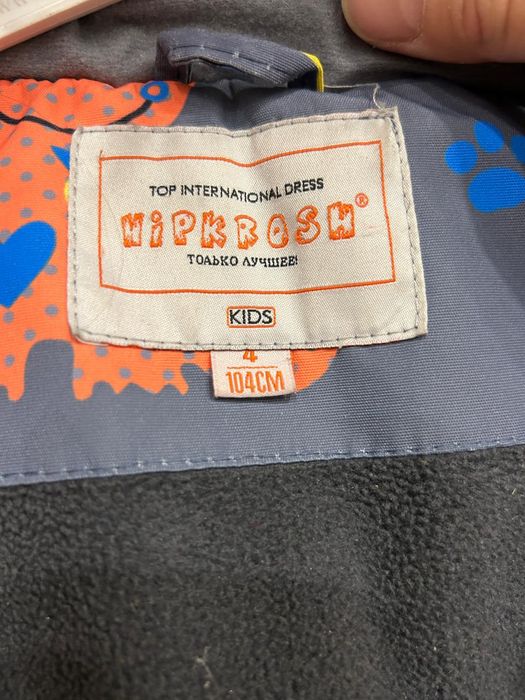 TOP INTERNATIONAL DRESS
HiPKROSH®
ТОЛЬКО ЛУЧШЕЕ!
KIDS
4
104CM